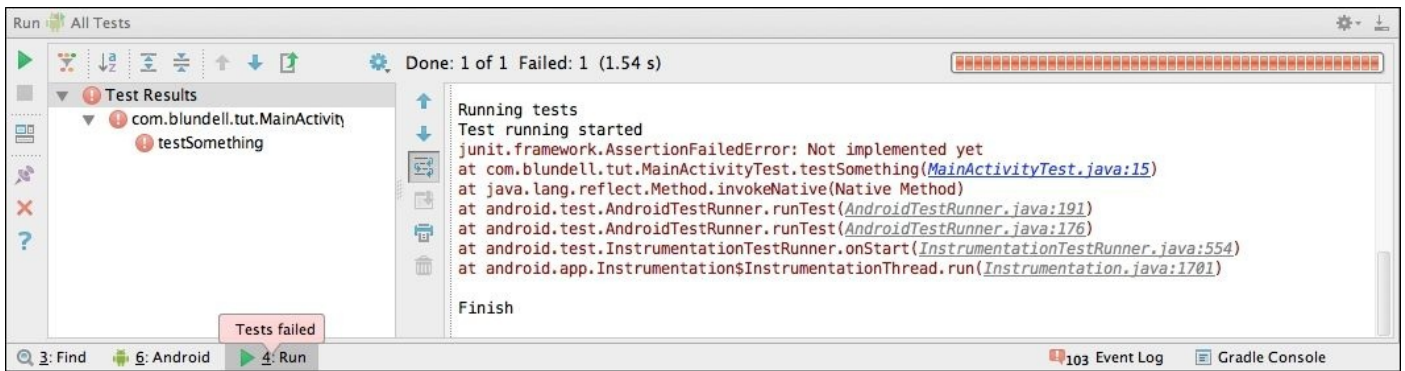 Run All Tests
Done: 1 of 1 Failed: 1 (1.54 s)
Test Results
com.blundell.tut.MainActivity
testSomething
Running tests
Test running started
junit.framework.AssertionFailedError: Not implemented yet
at com.blundell.tut.MainActivityTest.testSomething(MainActivityTest.java:15)
at java.lang.reflect.Method.invokeNative(Native Method)
at android.test.AndroidTestRunner.runTest(AndroidTestRunner.java:191)
at android.test.AndroidTestRunner.runTest(AndroidTestRunner.java:176)
at android.test.InstrumentationTestRunner.onStart(InstrumentationTestRunner.java:554)
at android.app.Instrumentation$InstrumentationThread.run(Instrumentation.java:1701)
Finish
Tests failed
3: Find 6: Android 4: Run 103 Event Log Gradle Console